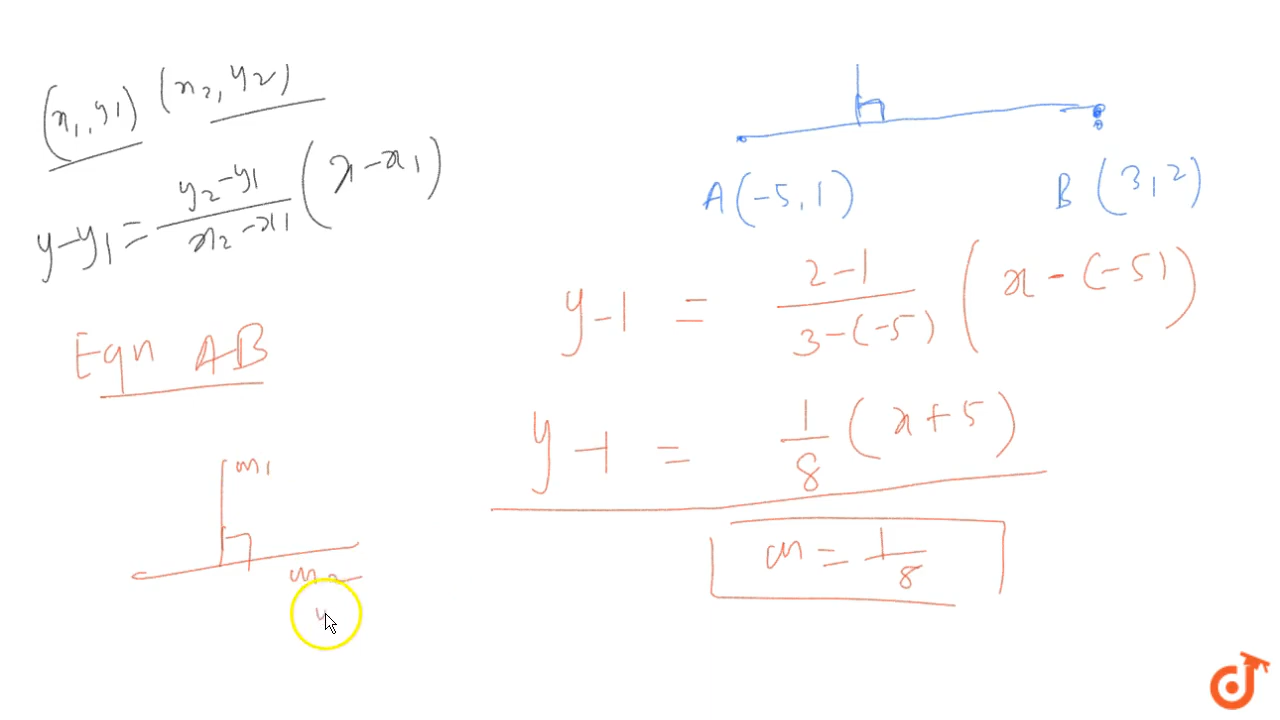 (x1, y1) (x2, y2)
y-y1 = y2-y1/x2-x1 (x-x1)
A(-5,1) B(3,2)
y-1 = 2-1/3-(-5) (x-(-5))
Eqn AB
y-1 = 1/8 (x+5)
m1
m2
m = 1/8